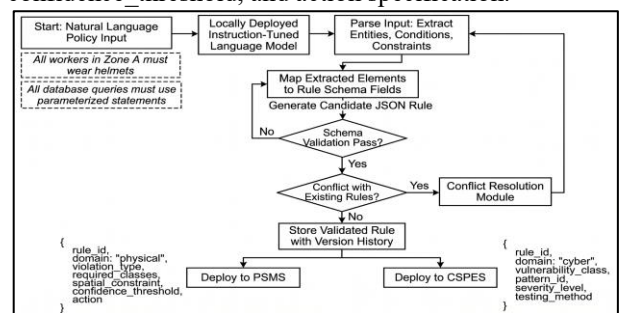 confidence_threshold, and action specification.
Start: Natural Language
Policy Input
Locally Deployed
Instruction-Tuned
Language Model
Parse Input: Extract
Entities, Conditions,
Constraints
All workers in Zone A must
wear helmets
All database queries must use
parameterized statements
Map Extracted Elements
to Rule Schema Fields
Generate Candidate JSON Rule
No
Schema
Validation Pass?
Yes
Conflict with
Existing Rules?
Yes
Conflict Resolution
Module
No
Store Validated Rule
with Version History
Deploy to PSMS
Deploy to CSPES
{
rule_id,
domain: "physical",
violation_type,
required_classes,
spatial_constraint,
confidence_threshold,
action
}
{
rule_id,
domain: "cyber",
vulnerability_class,
pattern_id,
severity_level,
testing_method
}